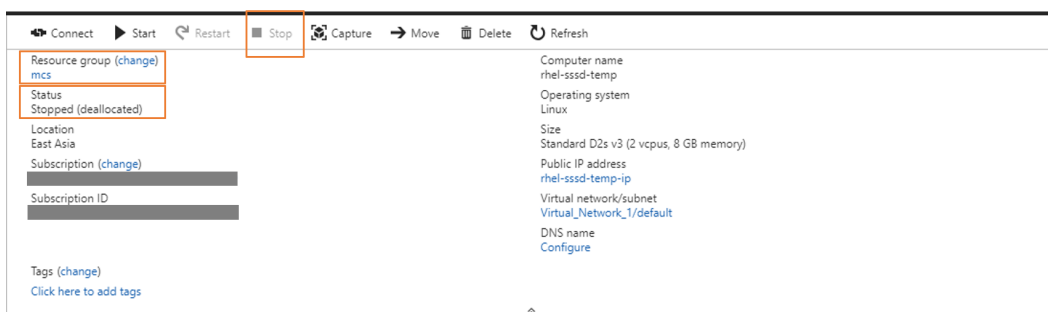 Connect Start Restart Stop Capture Move Delete Refresh
Resource group (change)
mcs
Status
Stopped (deallocated)
Location
East Asia
Subscription (change)
Subscription ID
Tags (change)
Click here to add tags
Computer name
rhel-sssd-temp
Operating system
Linux
Size
Standard D2s v3 (2 vcpus, 8 GB memory)
Public IP address
rhel-sssd-temp-ip
Virtual network/subnet
Virtual_Network_1/default
DNS name
Configure